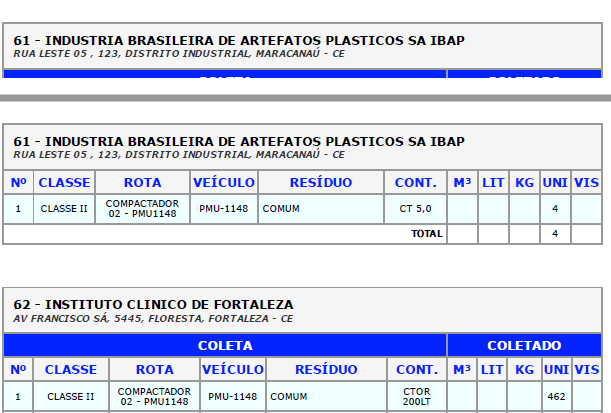 61 - INDUSTRIA BRASILEIRA DE ARTEFATOS PLASTICOS SA IBAP
RUA LESTE 05 , 123, DISTRITO INDUSTRIAL, MARACANAÚ - CE
COLETA COLETADO
61 - INDUSTRIA BRASILEIRA DE ARTEFATOS PLASTICOS SA IBAP
RUA LESTE 05 , 123, DISTRITO INDUSTRIAL, MARACANAÚ - CE
Nº CLASSE ROTA VEÍCULO RESÍDUO CONT. M³ LIT KG UNI VIS
1 CLASSE II COMPACTADOR 02 - PMU1148 PMU-1148 COMUM CT 5,0 4
TOTAL 4
62 - INSTITUTO CLINICO DE FORTALEZA
AV FRANCISCO SÁ, 5445, FLORESTA, FORTALEZA - CE
COLETA COLETADO
Nº CLASSE ROTA VEÍCULO RESÍDUO CONT. M³ LIT KG UNI VIS
1 CLASSE II COMPACTADOR 02 - PMU1148 PMU-1148 COMUM CTOR 200LT 462